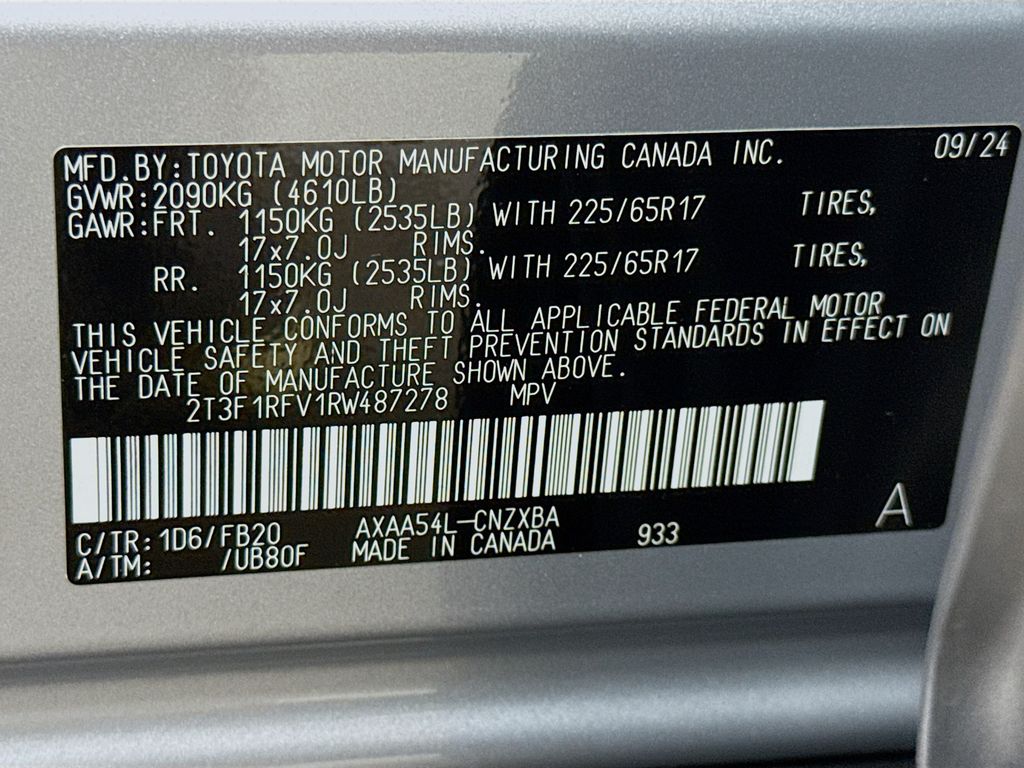 MFD.BY:TOYOTA MOTOR MANUFACTURING CANADA INC. 09/24
GVWR:2090KG (4610LB)
GAWR:FRT. 1150KG (2535LB) WITH 225/65R17 TIRES,
17x7.0J RIMS.
RR. 1150KG (2535LB) WITH 225/65R17 TIRES,
17x7.0J RIMS.
THIS VEHICLE CONFORMS TO ALL APPLICABLE FEDERAL MOTOR
VEHICLE SAFETY AND THEFT PREVENTION STANDARDS IN EFFECT ON
THE DATE OF MANUFACTURE SHOWN ABOVE.
2T3F1RFV1RW487278 MPV
C/TR:1D6/FB20 AXAA54L-CNZXBA
A/TM: /UB80F MADE IN CANADA 933 A